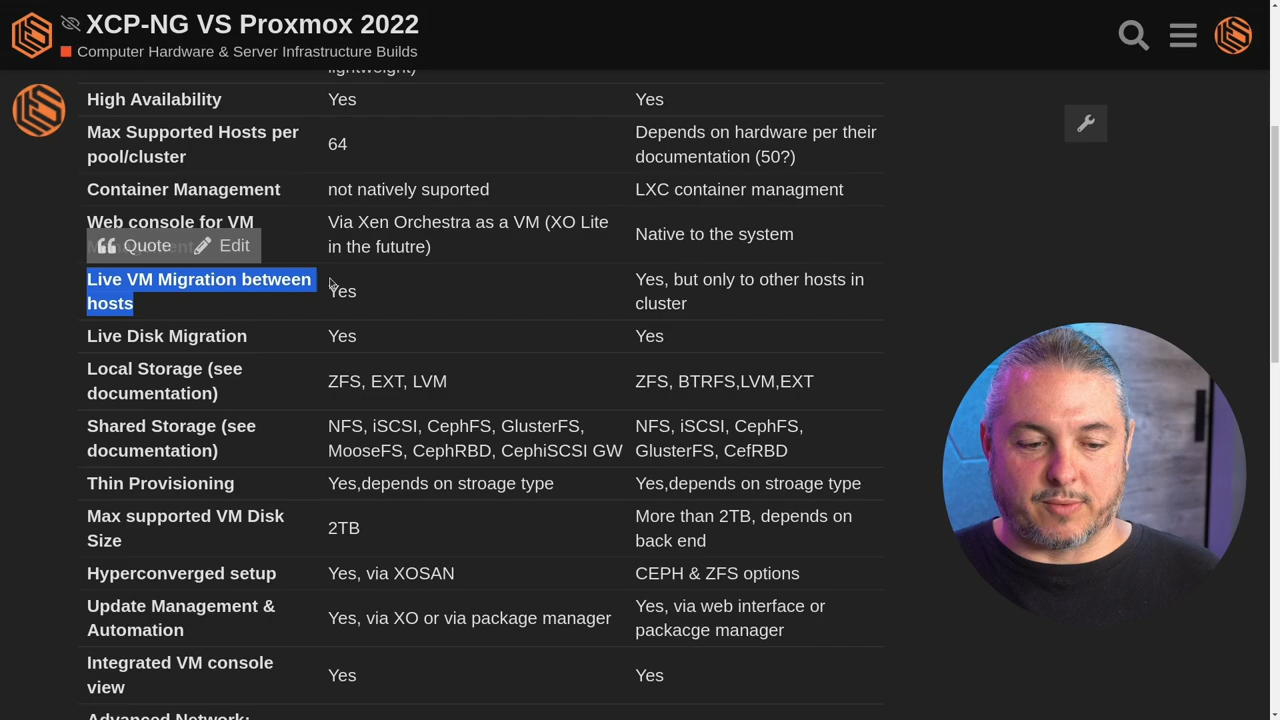 XCP-NG VS Proxmox 2022
Computer Hardware & Server Infrastructure Builds
lightweight)
High Availability Yes Yes
Max Supported Hosts per pool/cluster 64 Depends on hardware per their documentation (50?)
Container Management not natively suported LXC container managment
Web console for VM Via Xen Orchestra as a VM (XO Lite in the fututre) Native to the system
Quote Edit
Live VM Migration between hosts Yes Yes, but only to other hosts in cluster
Live Disk Migration Yes Yes
Local Storage (see documentation) ZFS, EXT, LVM ZFS, BTRFS,LVM,EXT
Shared Storage (see documentation) NFS, iSCSI, CephFS, GlusterFS, MooseFS, CephRBD, CephiSCSI GW NFS, iSCSI, CephFS, GlusterFS, CefRBD
Thin Provisioning Yes,depends on stroage type Yes,depends on stroage type
Max supported VM Disk Size 2TB More than 2TB, depends on back end
Hyperconverged setup Yes, via XOSAN CEPH & ZFS options
Update Management & Automation Yes, via XO or via package manager Yes, via web interface or packacge manager
Integrated VM console view Yes Yes
Advanced Network: